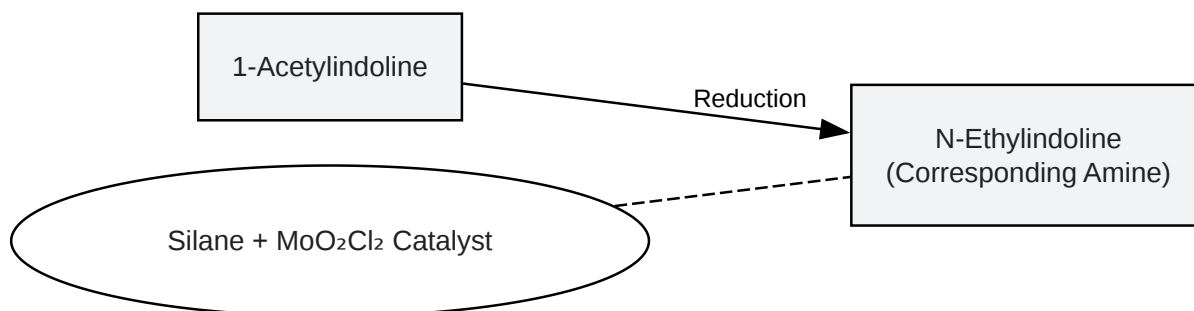 1-Acetylindoline
Reduction
N-Ethylindoline
(Corresponding Amine)
Silane + MoO₂Cl₂ Catalyst